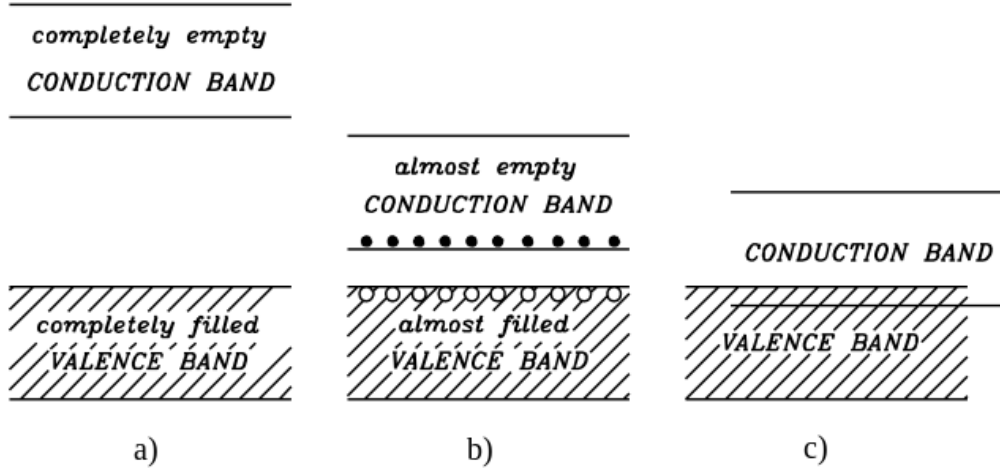 completely empty
CONDUCTION BAND
completely filled
VALENCE BAND
a)
almost empty
CONDUCTION BAND
almost filled
VALENCE BAND
b)
CONDUCTION BAND
VALENCE BAND
c)